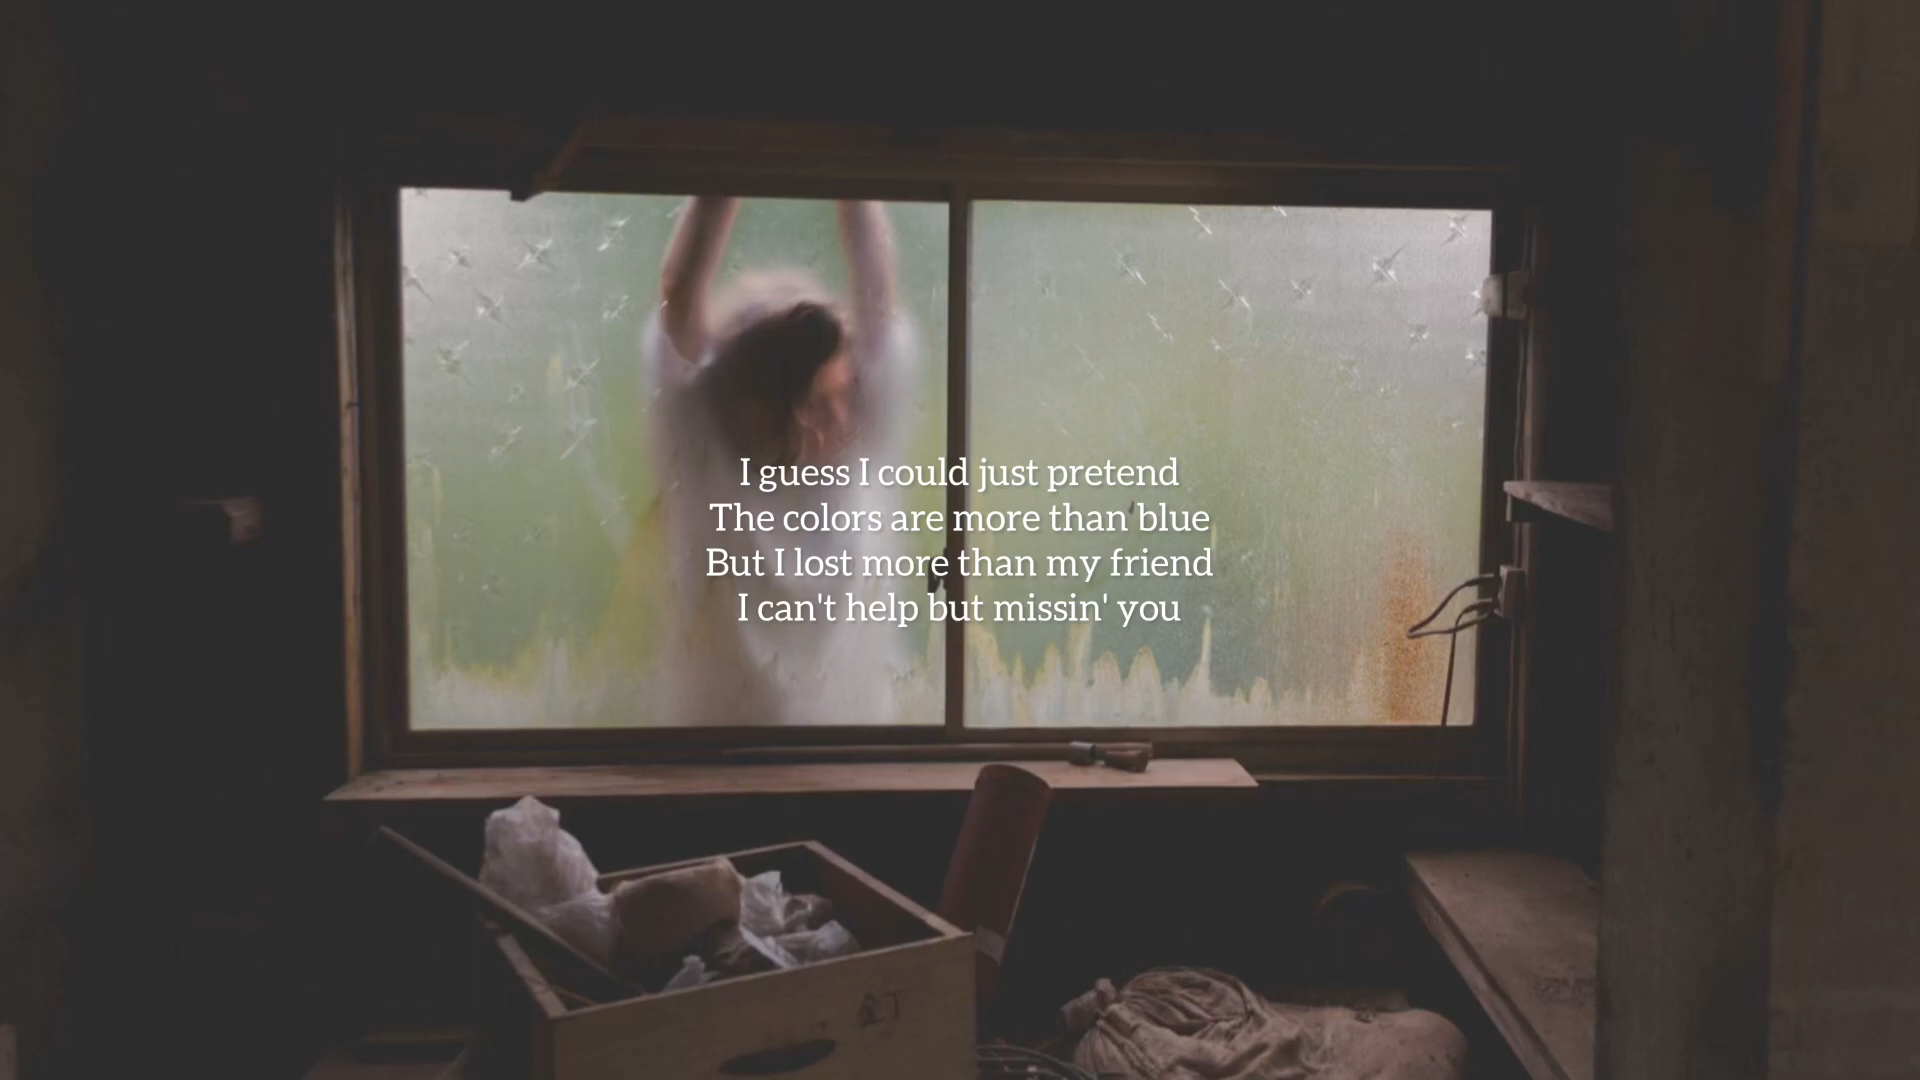 I guess I could just pretend
The colors are more than blue
But I lost more than my friend
I can't help but missin' you